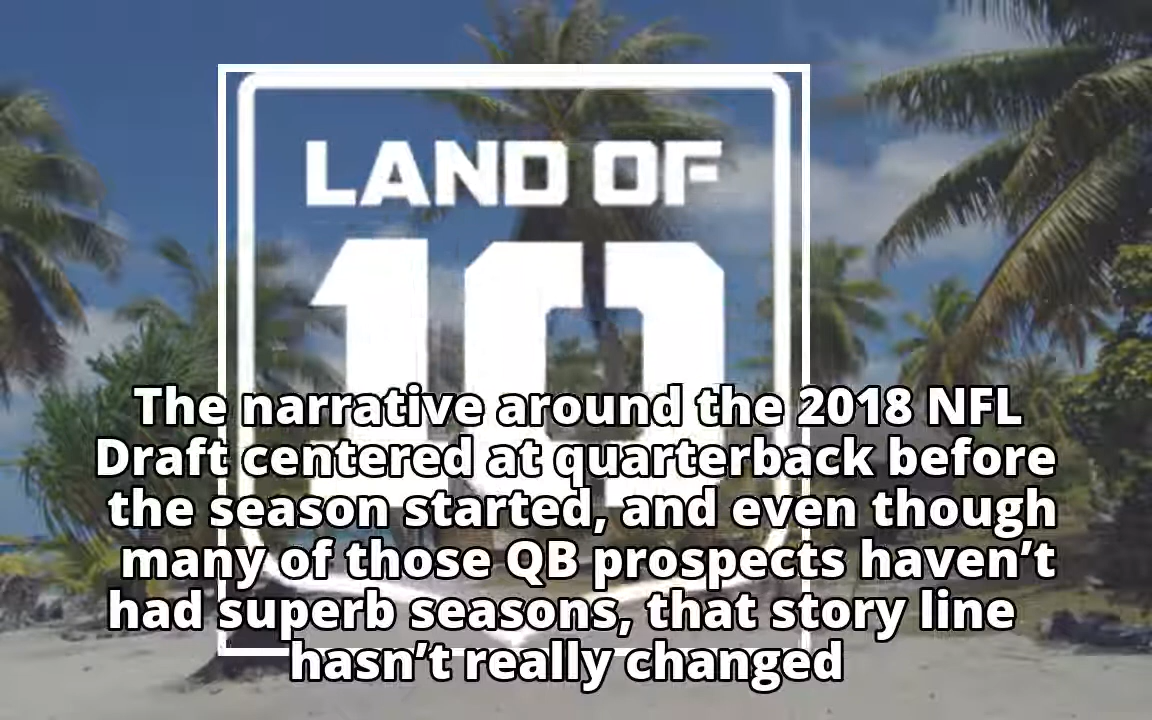 LAND OF
10
The narrative around the 2018 NFL
Draft centered at quarterback before
the season started, and even though
many of those QB prospects haven’t
had superb seasons, that story line
hasn’t really changed